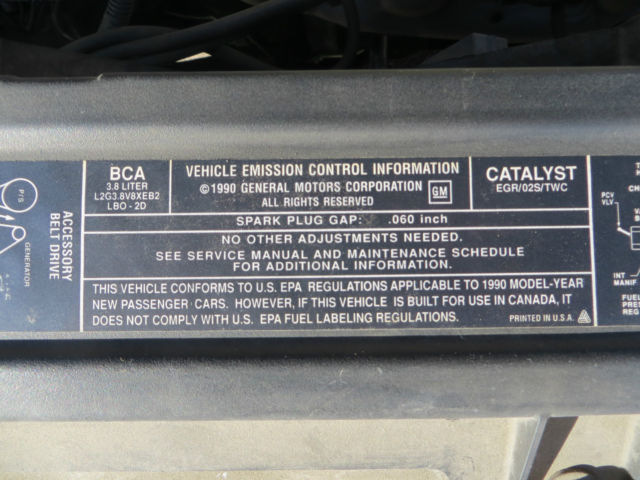 P/S
GENERATOR
ACCESSORY
BELT DRIVE
BCA
3.8 LITER
L2G3.8V8XEB2
LBO - 2D
VEHICLE EMISSION CONTROL INFORMATION
©1990 GENERAL MOTORS CORPORATION
ALL RIGHTS RESERVED
GM
CATALYST
EGR/02S/TWC
SPARK PLUG GAP: .060 inch
NO OTHER ADJUSTMENTS NEEDED.
SEE SERVICE MANUAL AND MAINTENANCE SCHEDULE
FOR ADDITIONAL INFORMATION.
THIS VEHICLE CONFORMS TO U.S. EPA REGULATIONS APPLICABLE TO 1990 MODEL-YEAR
NEW PASSENGER CARS. HOWEVER, IF THIS VEHICLE IS BUILT FOR USE IN CANADA, IT
DOES NOT COMPLY WITH U.S. EPA FUEL LABELING REGULATIONS.
PRINTED IN U.S.A.
PCV
VLV
INT
MANIF